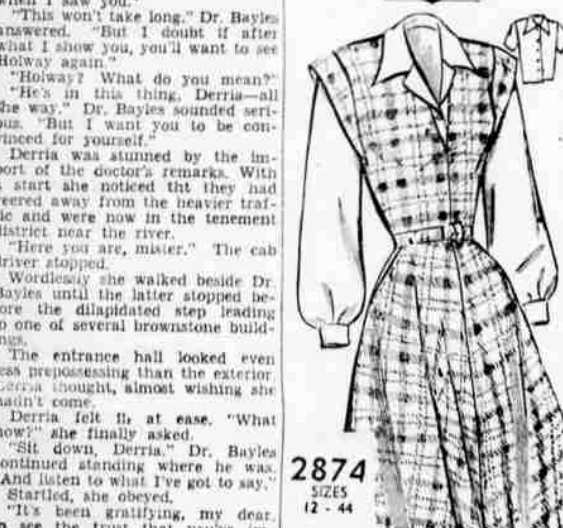 when I saw you."
"This won't take long." Dr. Bayles
answered. "But I doubt if after
what I show you, you'll want to see
Holway again."
"Holway? What do you mean?"
"He's in this thing, Derria—all
the way." Dr. Bayles sounded seri-
ous. "But I want you to be con-
vinced for yourself."
Derria was stunned by the im-
port of the doctor's remarks. With
a start she noticed tht they had
veered away from the heavier traf-
fic and were now in the tenement
district near the river.
"Here you are, mister." The cab
driver stopped.
Wordlessly she walked beside Dr.
Bayles until the latter stopped be-
fore the dilapidated step leading
to one of several brownstone build-
ings.
The entrance hall looked even
less prepossessing than the exterior.
Derria thought, almost wishing she
hadn't come.
Derria felt ill at ease. "What
now?" she finally asked.
"Sit down, Derria." Dr. Bayles
continued standing where he was.
"And listen to what I've got to say."
Startled, she obeyed.
"It's been gratifying, my dear,
to see the trust that you've
2874
SIZES
12 - 44